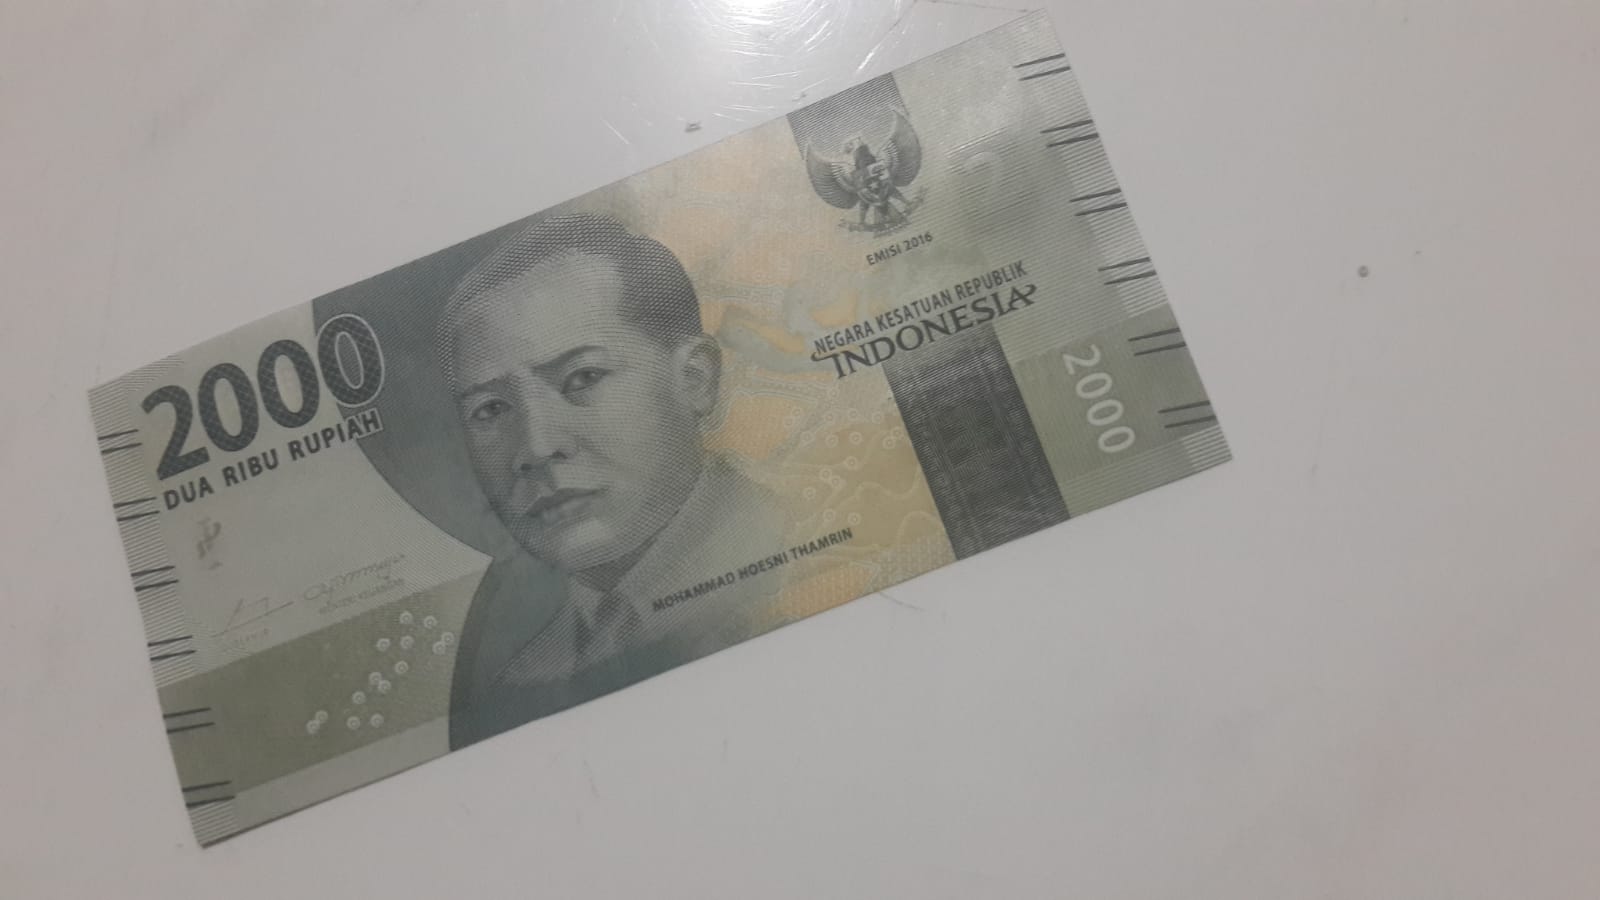 2000
DUA RIBU RUPIAH
EMISI 2016
NEGARA KESATUAN REPUBLIK
INDONESIA
2000
MOHAMMAD HOESNI THAMRIN